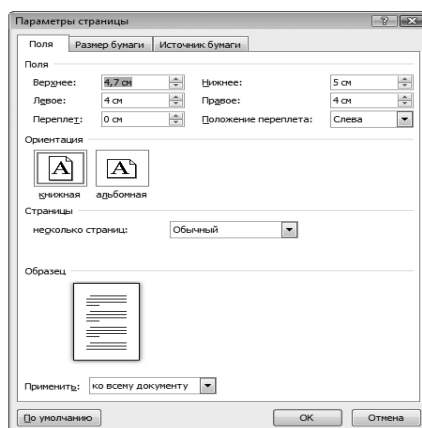 Параметры страницы
Поля Размер бумаги Источник бумаги
Поля
Верхнее: 4,7 см Нижнее: 5 см
Левое: 4 см Правое: 4 см
Переплет: 0 см Положение переплета: Слева
Ориентация
книжная альбомная
Страницы
несколько страниц: Обычный
Образец
Применить: ко всему документу
По умолчанию ОК Отмена